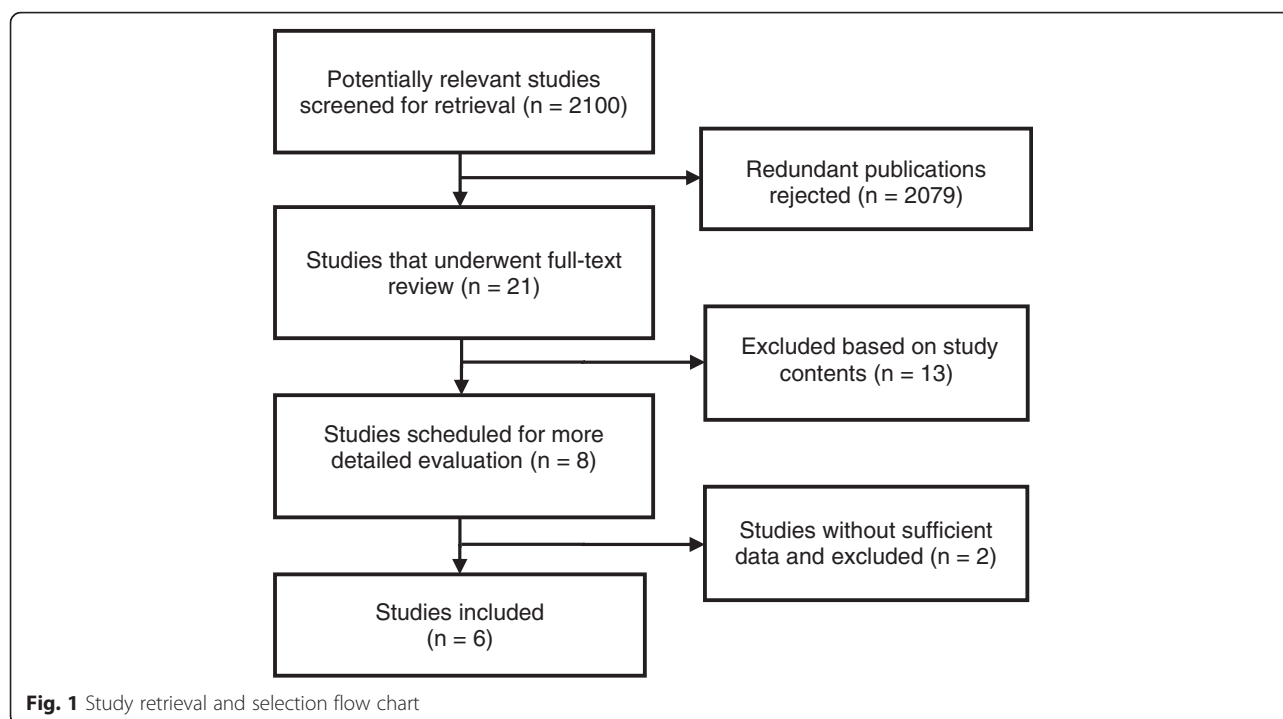 Potentially relevant studies
screened for retrieval (n = 2100)
Redundant publications
rejected (n = 2079)
Studies that underwent full-text
review (n = 21)
Excluded based on study
contents (n = 13)
Studies scheduled for more
detailed evaluation (n = 8)
Studies without sufficient
data and excluded (n = 2)
Studies included
(n = 6)
Fig. 1 Study retrieval and selection flow chart